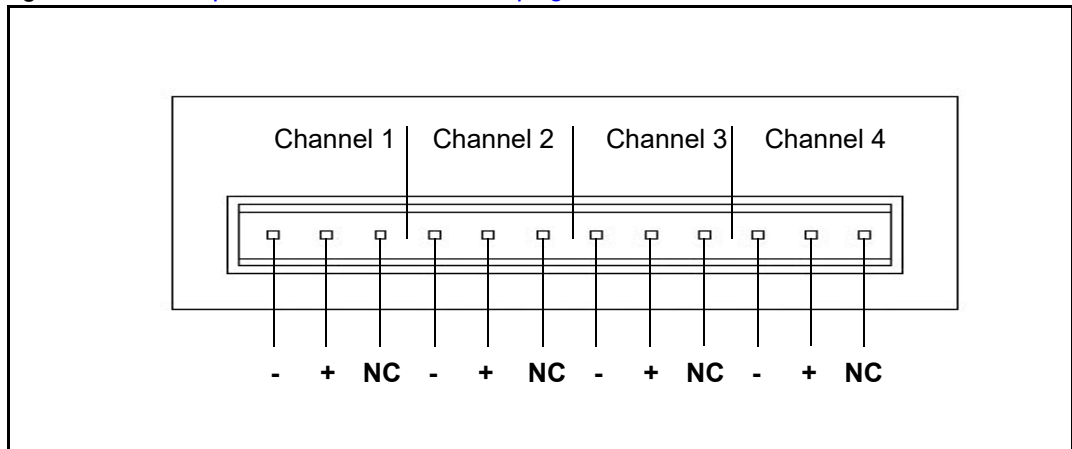 Channel 1 Channel 2 Channel 3 Channel 4
- + NC - + NC - + NC - + NC